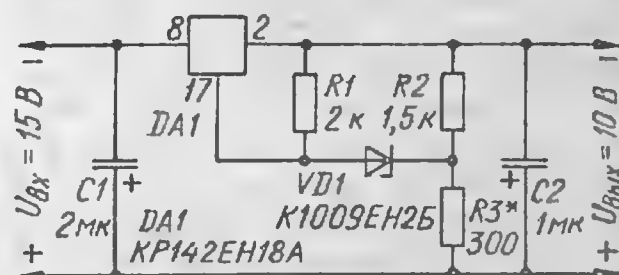 8
2
17
DA1
R1
2к
R2
1,5к
–
–
Uвх = 15 В
Uвых = 10 В
C1
2мк
+
VD1
К1009ЕН2Б
DA1
КР142ЕН18А
R3*
300
+
C2
1мк
+
+